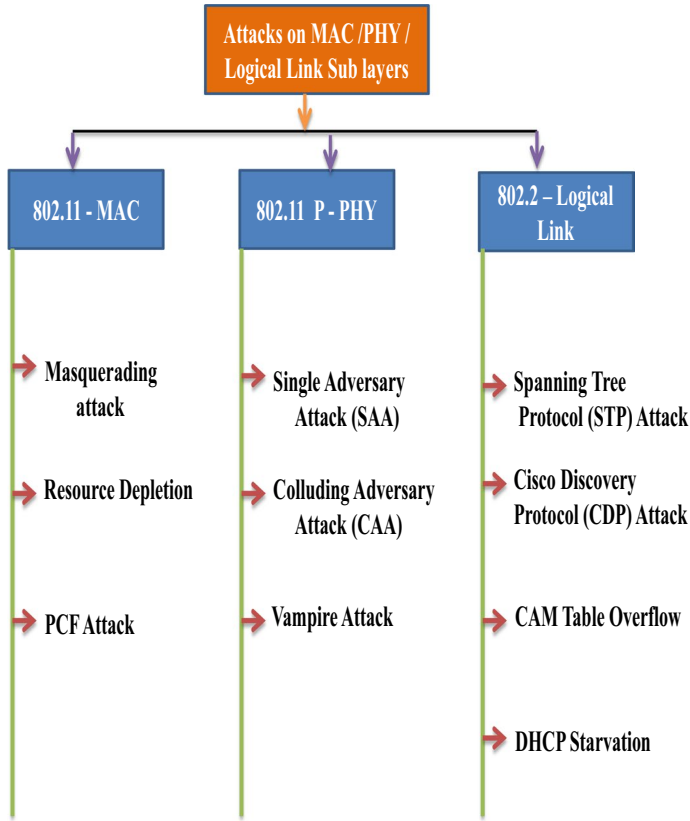 Attacks on MAC /PHY /
Logical Link Sub layers
802.11 - MAC
802.11 P - PHY
802.2 – Logical
Link
Masquerading
attack
Resource Depletion
PCF Attack
Single Adversary
Attack (SAA)
Colluding Adversary
Attack (CAA)
Vampire Attack
Spanning Tree
Protocol (STP) Attack
Cisco Discovery
Protocol (CDP) Attack
CAM Table Overflow
DHCP Starvation